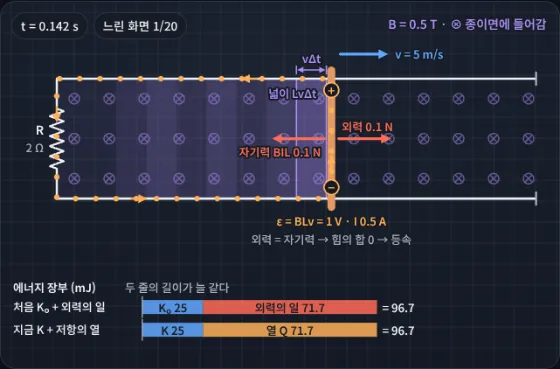 t = 0.142 s
느린 화면 1/20
B = 0.5 T · ⊗ 종이면에 들어감
vΔt
v = 5 m/s
넓이 LvΔt
+
R
2 Ω
외력 0.1 N
자기력 BIL 0.1 N
−
ε = BLv = 1 V · I 0.5 A
외력 = 자기력 → 힘의 합 0 → 등속
에너지 장부 (mJ)
두 줄의 길이가 늘 같다
처음 K₀ + 외력의 일
K₀ 25
외력의 일 71.7
= 96.7
지금 K + 저항의 열
K 25
열 Q 71.7
= 96.7